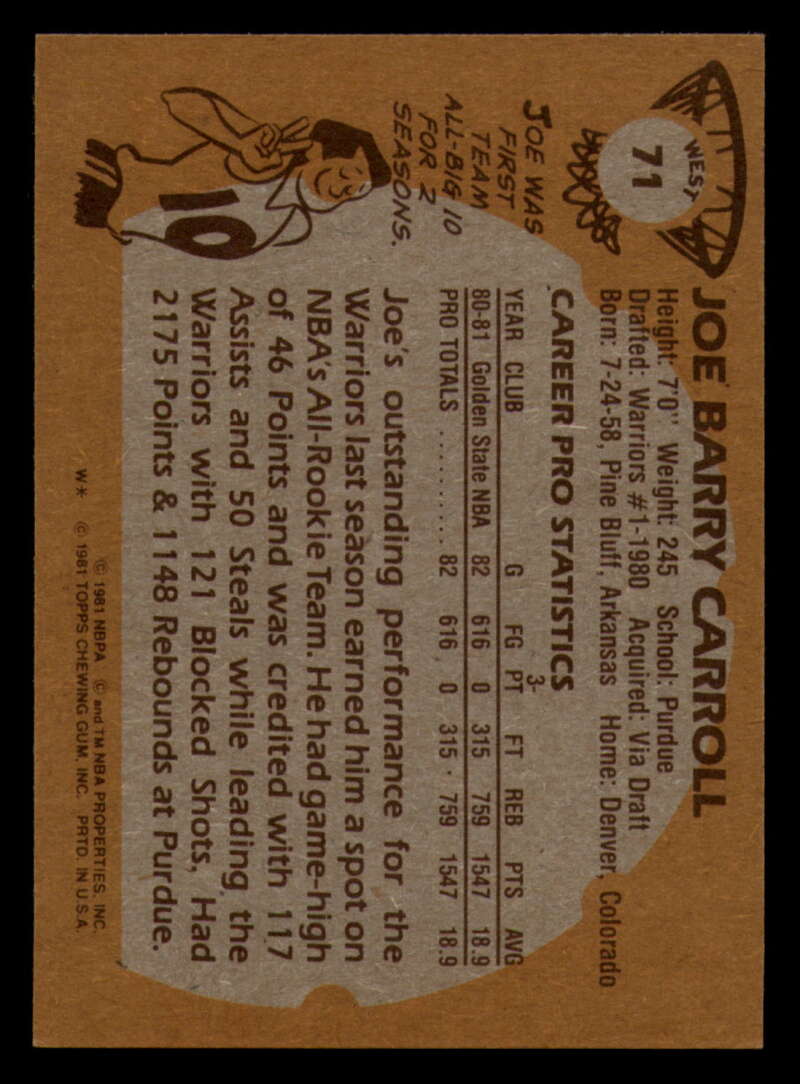 WEST
71
JOE BARRY CARROLL
Height: 7'0" Weight: 245 School: Purdue
Drafted: Warriors #1-1980 Acquired: Via Draft
Born: 7-24-58, Pine Bluff, Arkansas Home: Denver, Colorado
CAREER PRO STATISTICS
3-
YEAR CLUB G FG PT FT REB PTS AVG
80-81 Golden State NBA 82 616 0 315 759 1547 18.9
PRO TOTALS .......... 82 616 0 315 759 1547 18.9
JOE WAS
FIRST
TEAM
ALL-BIG 10
FOR 2
SEASONS.
10
Joe's outstanding performance for the
Warriors last season earned him a spot on
NBA's All-Rookie Team. He had game-high
of 46 Points and was credited with 117
Assists and 50 Steals while leading the
Warriors with 121 Blocked Shots. Had
2175 Points & 1148 Rebounds at Purdue.
© 1981 NBPA © and TM NBA PROPERTIES, INC.
W* © 1981 TOPPS CHEWING GUM, INC. PRTD. IN U.S.A.